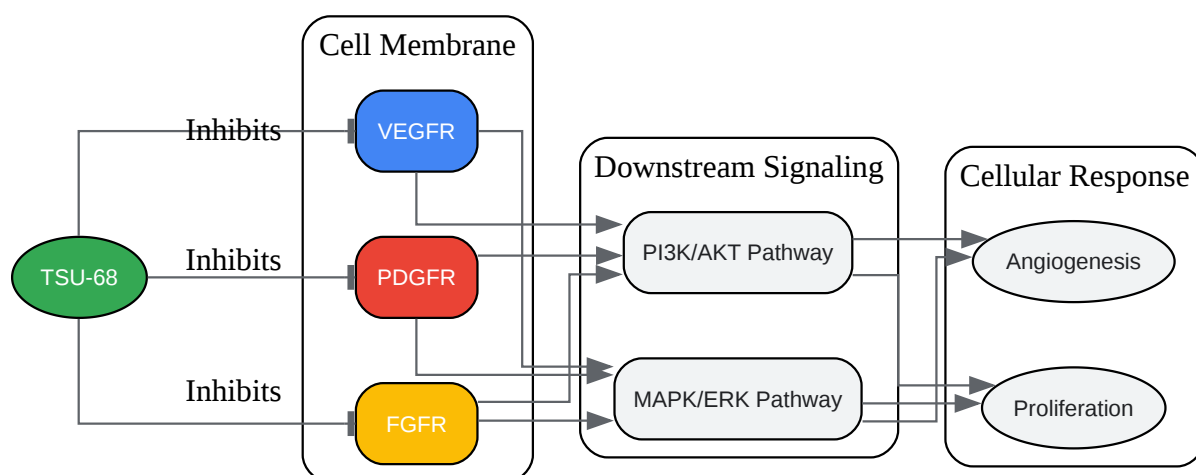 Cell Membrane
Inhibits
VEGFR
Downstream Signaling
Cellular Response
PI3K/AKT Pathway
Angiogenesis
TSU-68
Inhibits
PDGFR
Inhibits
MAPK/ERK Pathway
Proliferation
FGFR